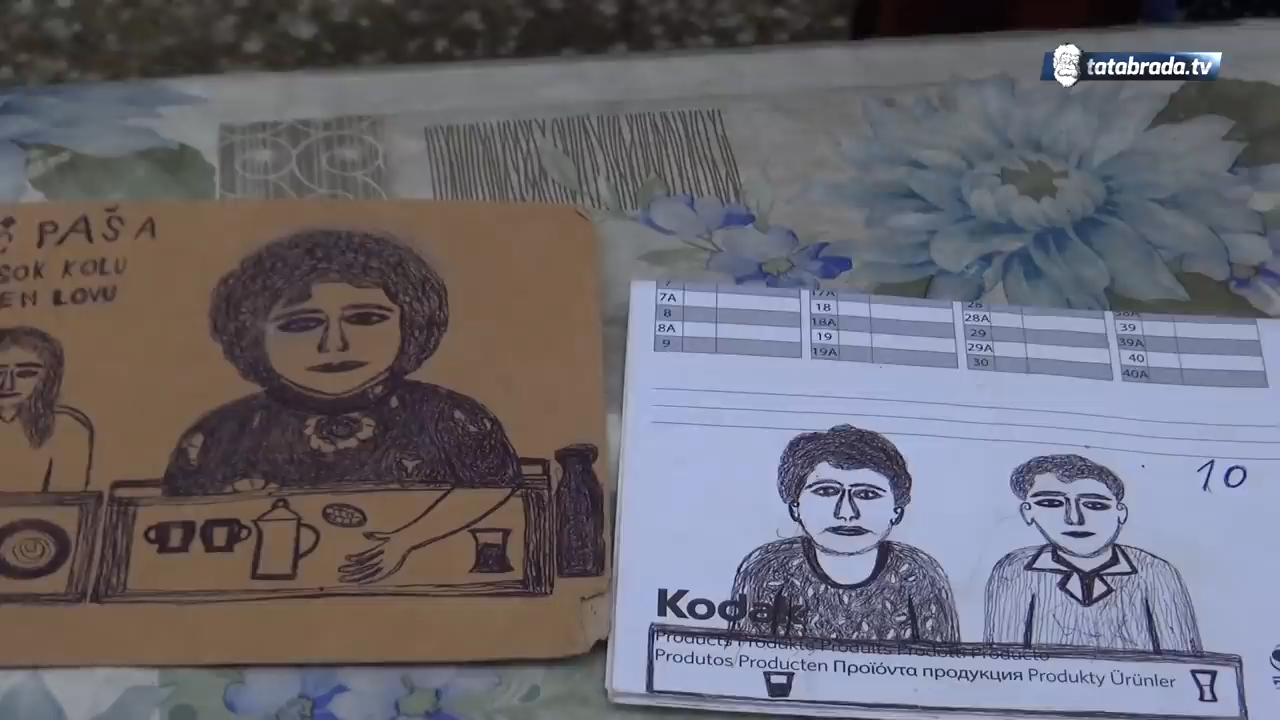 tatabrada.tv
PAŠA
SOK KOLU
EN LOVU
7A
8
8A
9
17A
18
18A
19
19A
28
28A
29
29A
30
38A
39
39A
40
40A
10
Kodak
Products Produkte Produits Prodotti Producto
Produtos Producten Προϊόντα продукция Produkty Ürünler